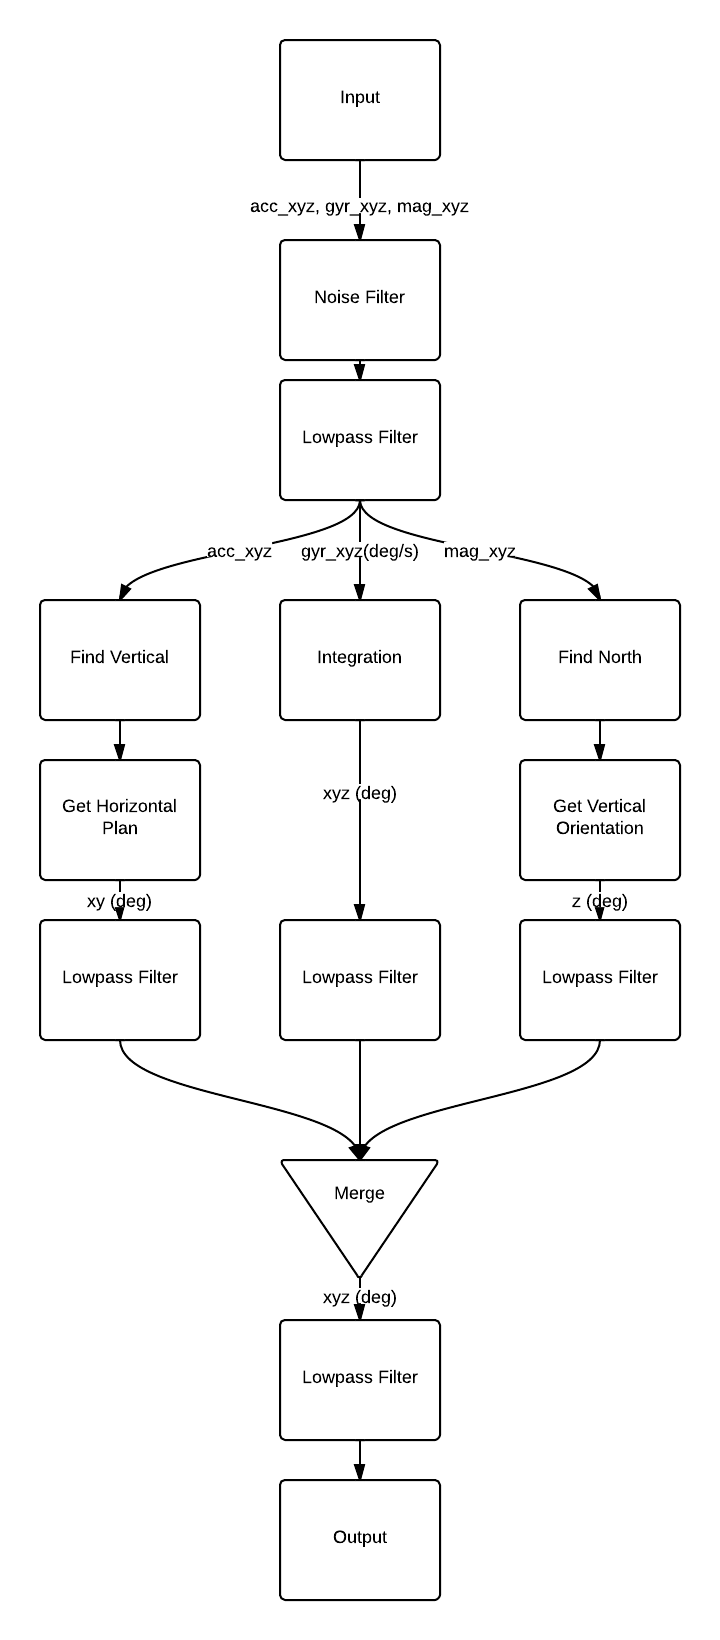 Input
acc_xyz, gyr_xyz, mag_xyz
Noise Filter
Lowpass Filter
acc_xyz
gyr_xyz(deg/s)
mag_xyz
Find Vertical
Integration
Find North
Get Horizontal
Plan
xyz (deg)
Get Vertical
Orientation
xy (deg)
z (deg)
Lowpass Filter
Lowpass Filter
Lowpass Filter
Merge
xyz (deg)
Lowpass Filter
Output